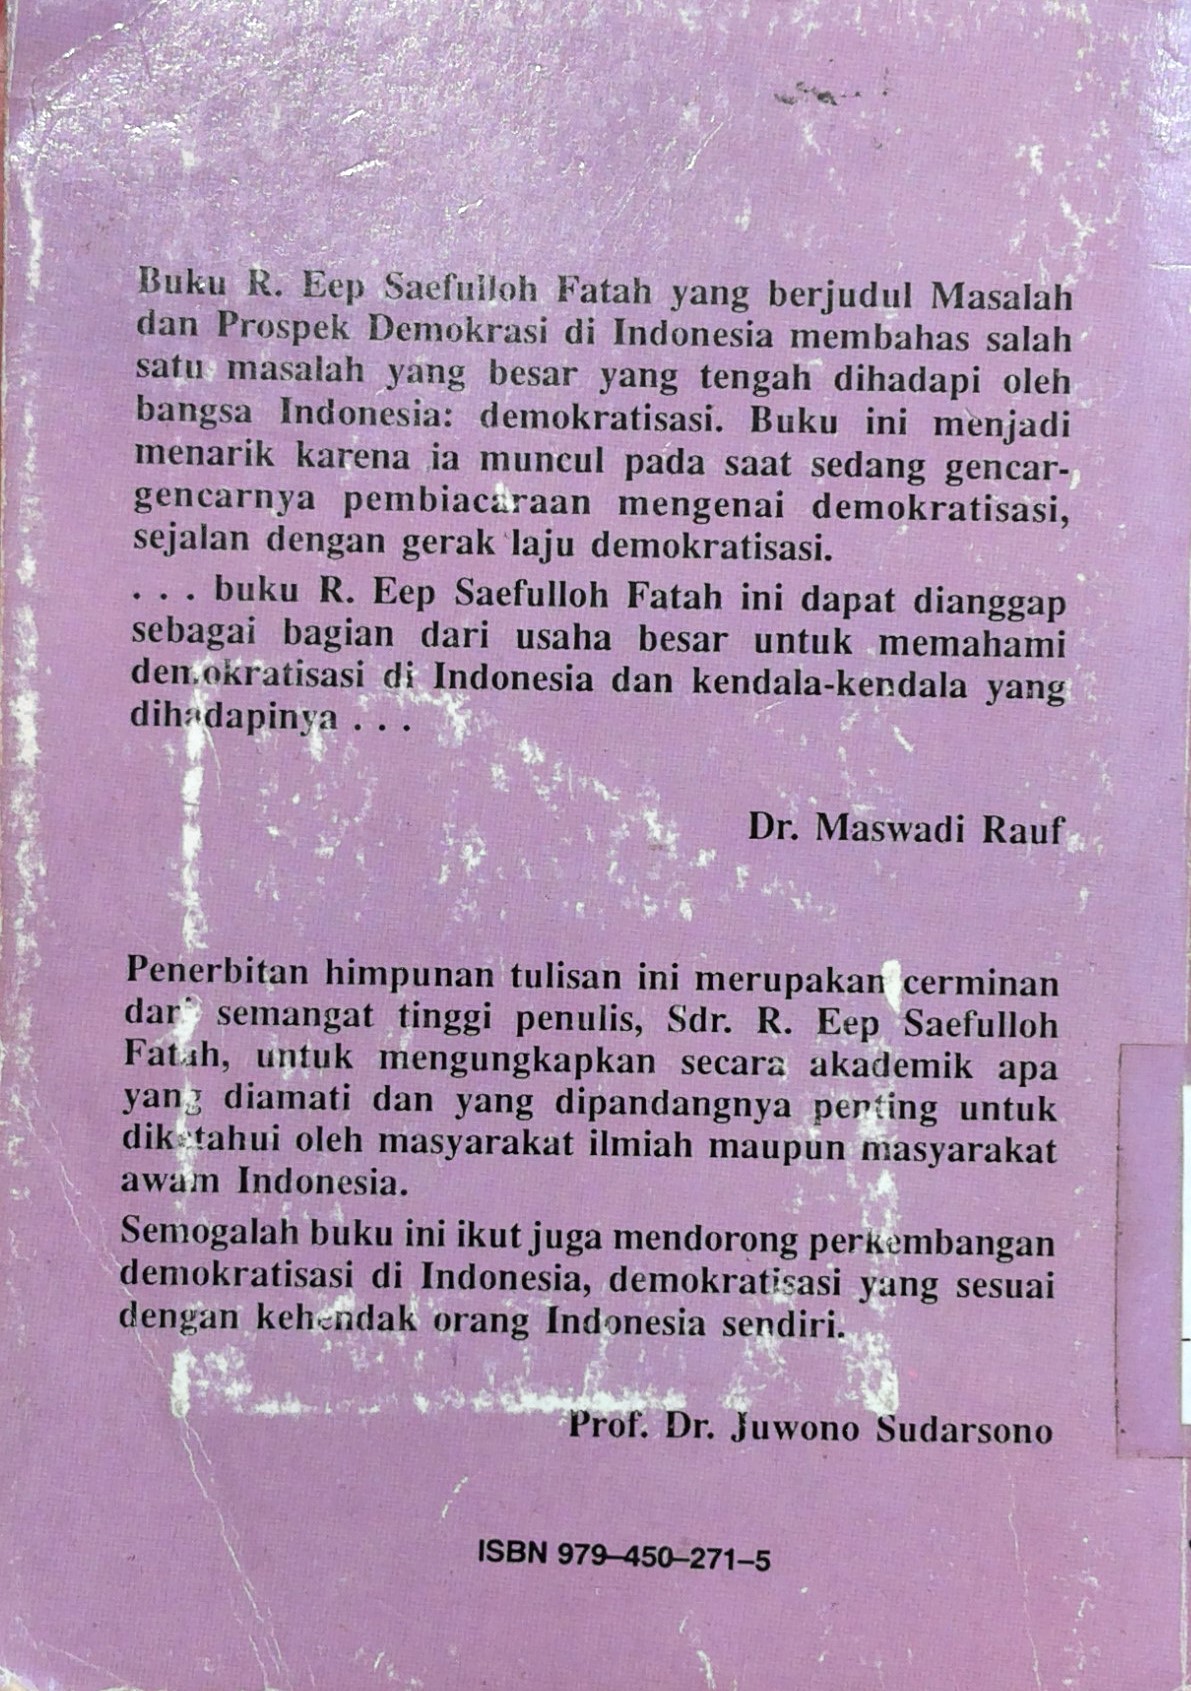 Buku R. Eep Saefulloh Fatah yang berjudul Masalah
dan Prospek Demokrasi di Indonesia membahas salah
satu masalah yang besar yang tengah dihadapi oleh
bangsa Indonesia: demokratisasi. Buku ini menjadi
menarik karena ia muncul pada saat sedang gencar-
gencarnya pembiacaraan mengenai demokratisasi,
sejalan dengan gerak laju demokratisasi.
. . . buku R. Eep Saefulloh Fatah ini dapat dianggap
sebagai bagian dari usaha besar untuk memahami
demokratisasi di Indonesia dan kendala-kendala yang
dihadapinya . . .
Dr. Maswadi Rauf
Penerbitan himpunan tulisan ini merupakan cerminan
dari semangat tinggi penulis, Sdr. R. Eep Saefulloh
Fatah, untuk mengungkapkan secara akademik apa
yang diamati dan yang dipandangnya penting untuk
diketahui oleh masyarakat ilmiah maupun masyarakat
awam Indonesia.
Semogalah buku ini ikut juga mendorong perkembangan
demokratisasi di Indonesia, demokratisasi yang sesuai
dengan kehendak orang Indonesia sendiri.
Prof. Dr. Juwono Sudarsono
ISBN 979–450–271–5